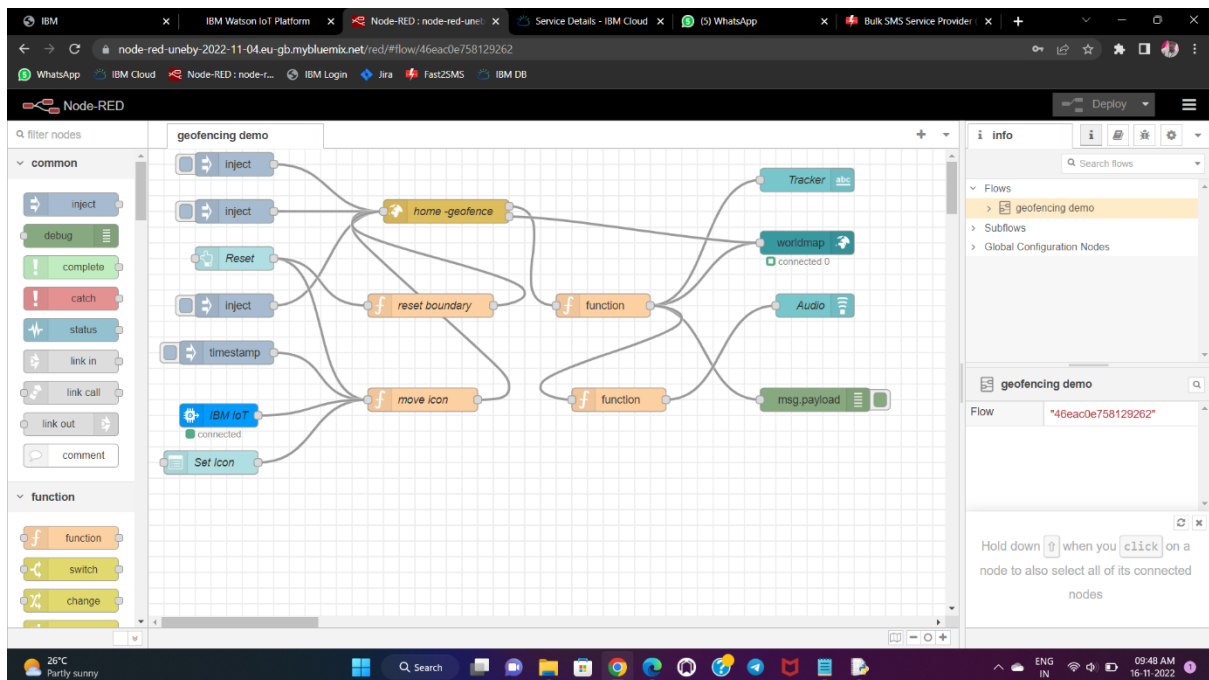 IBM
IBM Watson IoT Platform
Node-RED : node-red-uneb
Service Details - IBM Cloud
(5) WhatsApp
Bulk SMS Service Provider (
node-red-uneby-2022-11-04.eu-gb.mybluemix.net/red/#flow/46eac0e758129262
WhatsApp
IBM Cloud
Node-RED : node-r...
IBM Login
Jira
Fast2SMS
IBM DB
Node-RED
Deploy
filter nodes
geofencing demo
info
common
Search flows
inject
debug
complete
catch
status
link in
link call
link out
comment
function
function
switch
change
inject
inject
Reset
inject
timestamp
IBM IoT
connected
Set Icon
home -geofence
reset boundary
move icon
function
function
Tracker
abc
worldmap
connected 0
Audio
msg.payload
Flows
geofencing demo
Subflows
Global Configuration Nodes
geofencing demo
Flow
"46eac0e758129262"
Hold down ⇧ when you click on a
node to also select all of its connected
nodes
26°C
Partly sunny
Search
ENG
IN
09:48 AM
16-11-2022
1